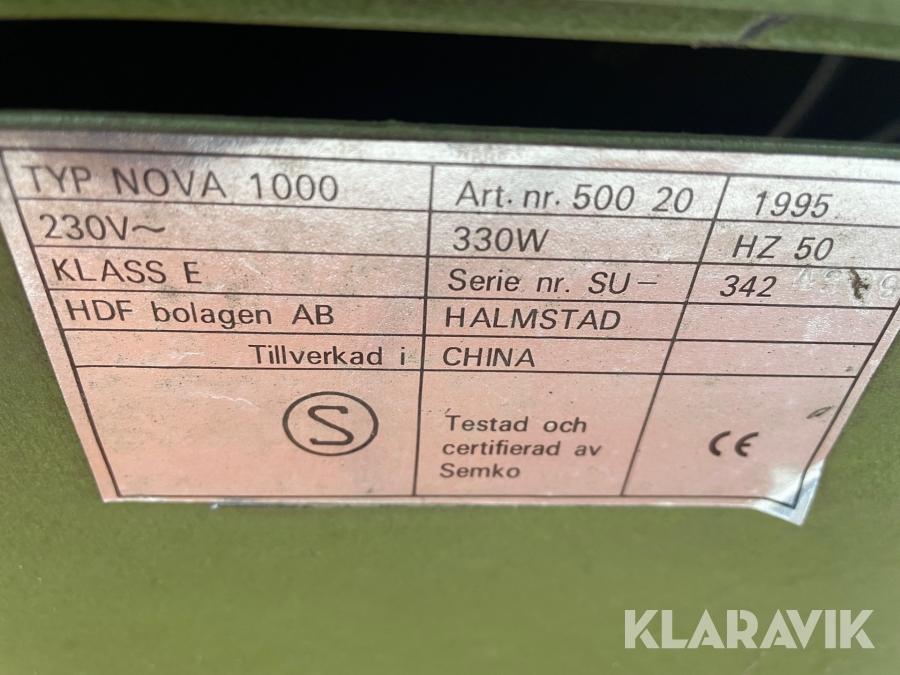 TYP NOVA 1000 Art. nr. 500 20 1995
230V~ 330W HZ 50
KLASS E Serie nr. SU- 342
HDF bolagen AB HALMSTAD
Tillverkad i CHINA
S
Testad och
certifierad av
Semko
CE
KLARAVIK